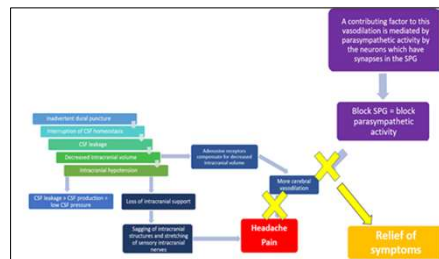 A contributing factor to this
vasodilation is mediated by
parasympathetic activity by
the neurons which have
synapses in the SPG
Block SPG = block
parasympathetic
activity
Inadvertent dural puncture
Interruption of CSF homeostasis
CSF leakage
Decreased intracranial volume
Intracranial hypotension
Adenosine receptors
compensate for decreased
intracranial volume
More cerebral
vasodilation
CSF leakage > CSF production =
low CSF pressure
Loss of intracranial support
Sagging of intracranial
structures and stretching of
sensory intracranial
nerves
Headache
Pain
Relief of
symptoms